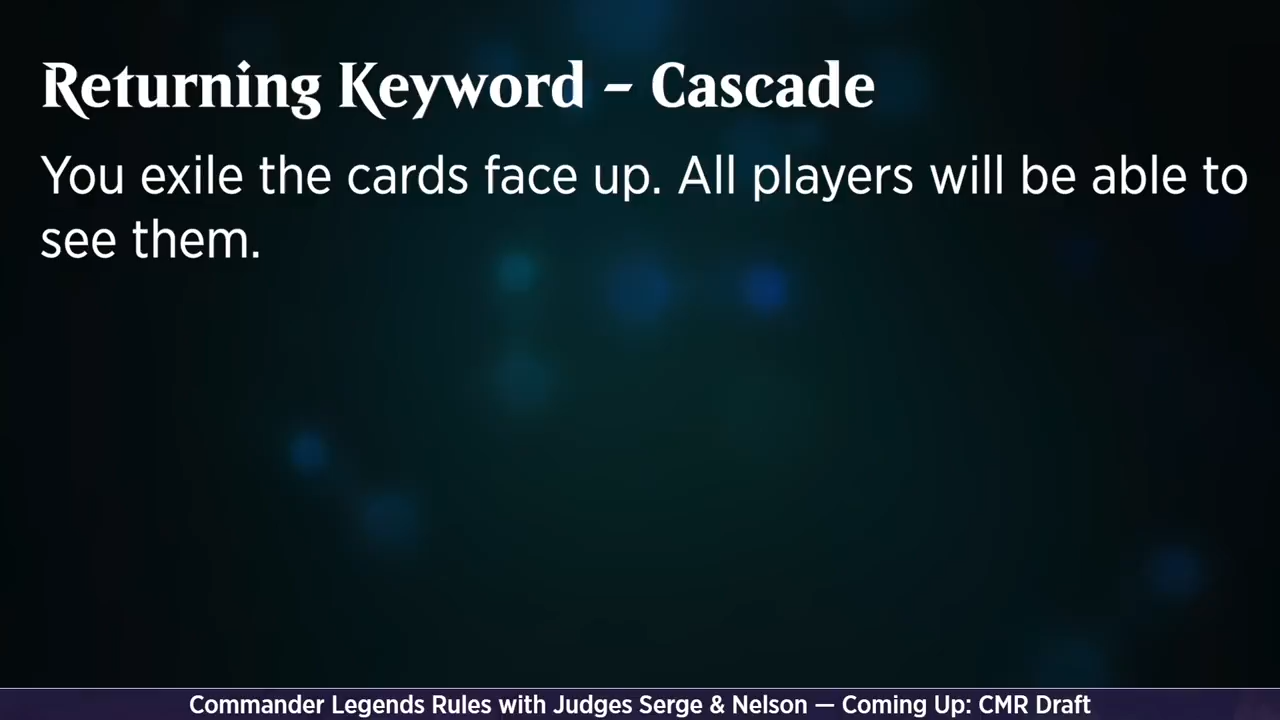 Returning Keyword – Cascade
You exile the cards face up. All players will be able to
see them.
Commander Legends Rules with Judges Serge & Nelson — Coming Up: CMR Draft